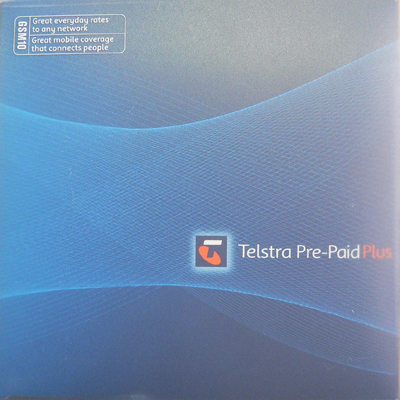 GSM10
Great everyday rates
to any network
Great mobile coverage
that connects people
Telstra Pre-Paid Plus